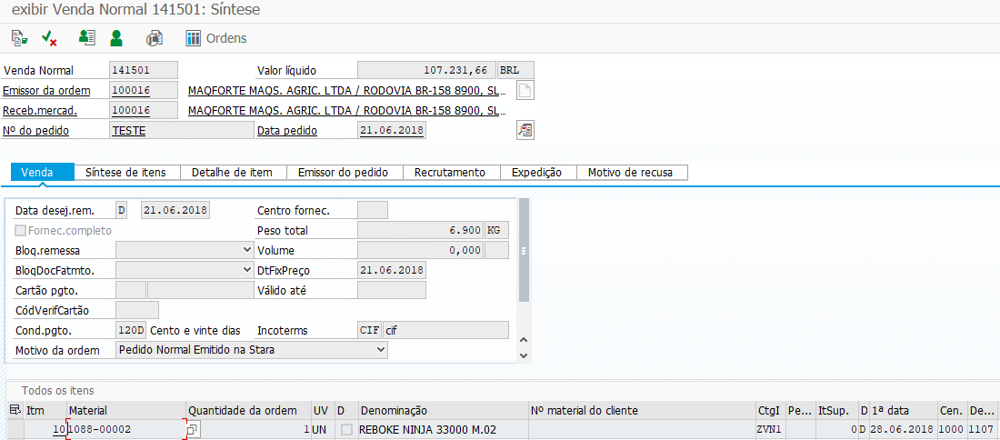 exibir Venda Normal 141501: Síntese
Ordens
Venda Normal 141501 Valor líquido 107.231,66 BRL
Emissor da ordem 100016 MAQFORTE MAQS. AGRIC. LTDA / RODOVIA BR-158 8900, SL...
Receb.mercad. 100016 MAQFORTE MAQS. AGRIC. LTDA / RODOVIA BR-158 8900, SL...
Nº do pedido TESTE Data pedido 21.06.2018
Venda Síntese de itens Detalhe de item Emissor do pedido Recrutamento Expedição Motivo de recusa
Data desej.rem. D 21.06.2018 Centro fornec.
Fornec.completo Peso total 6.900 KG
Bloq.remessa Volume 0,000
BloqDocFatmto. DtFixPreço 21.06.2018
Cartão pgto. Válido até
CódVerifCartão
Cond.pgto. 120D Cento e vinte dias Incoterms CIF cif
Motivo da ordem Pedido Normal Emitido na Stara
Todos os itens
Itm Material Quantidade da ordem UV D Denominação Nº material do cliente CtgI Pe... ItSup. D 1ª data Cen. De...
10 1088-00002 1 UN REBOKE NINJA 33000 M.02 ZVN1 0 D 28.06.2018 1000 1107